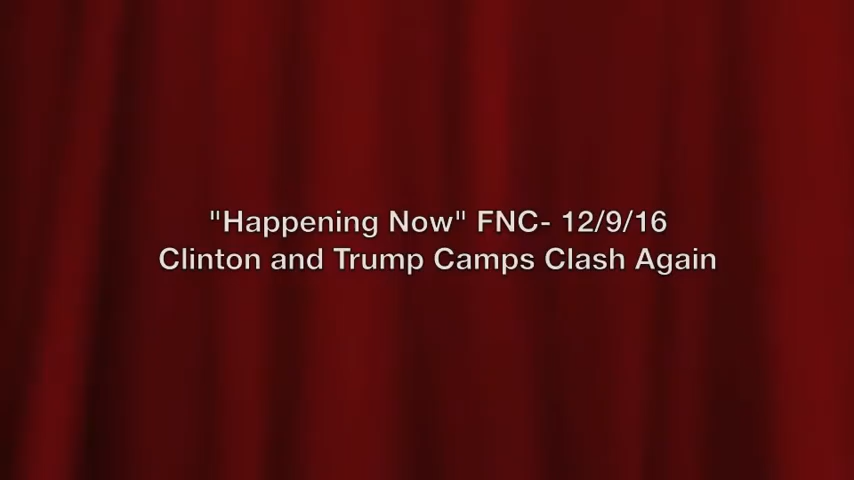 "Happening Now" FNC- 12/9/16
Clinton and Trump Camps Clash Again